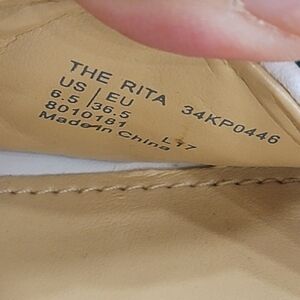 THE RITA 34KP0446
US | EU
6.5 | 36.5
8010181 L17
Made in China